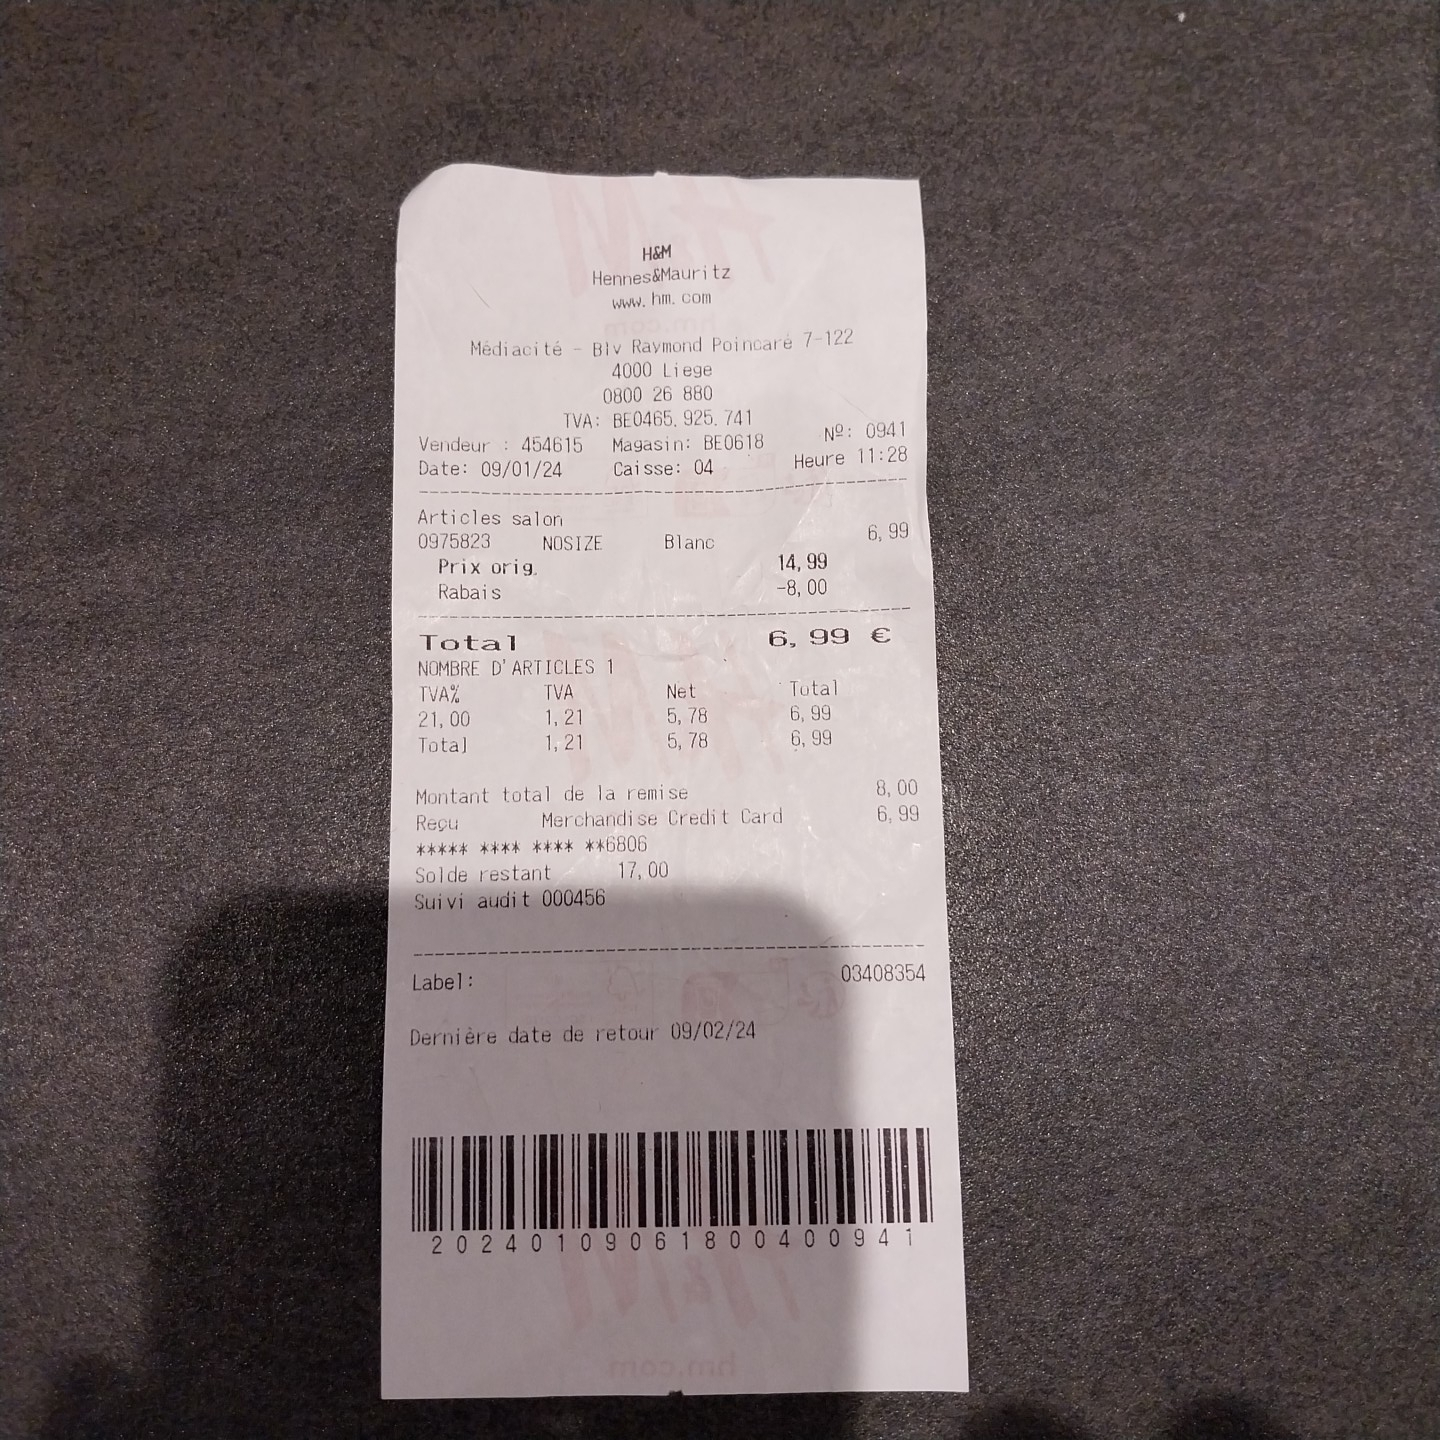 H&M
Hennes&Mauritz
www.hm.com
Médiacité - Blv Raymond Poincaré 7-122
4000 Liege
0800 26 880
TVA: BE0465.925.741
Vendeur : 454615 Magasin: BE0618 Nº: 0941
Date: 09/01/24 Caisse: 04 Heure 11:28
Articles salon
0975823 NOSIZE Blanc 6,99
Prix orig. 14,99
Rabais -8,00
Total 6,99 €
NOMBRE D'ARTICLES 1
TVA% TVA Net Total
21,00 1,21 5,78 6,99
Total 1,21 5,78 6,99
Montant total de la remise 8,00
Reçu Merchandise Credit Card 6,99
***** **** **** **6806
Solde restant 17,00
Suivi audit 000456
Label: 03408354
Dernière date de retour 09/02/24
2024010906180040 0941